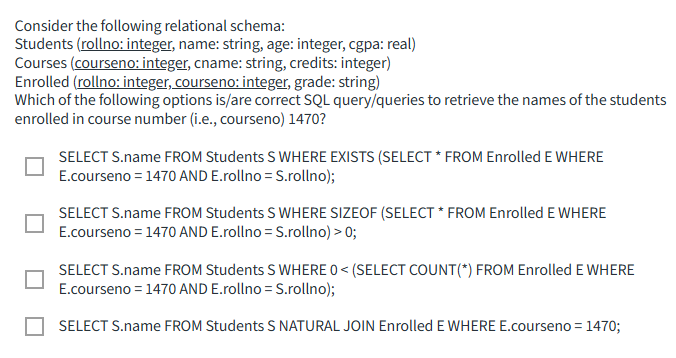 Consider the following relational schema:
Students (rollno: integer, name: string, age: integer, cgpa: real)
Courses (courseno: integer, cname: string, credits: integer)
Enrolled (rollno: integer, courseno: integer, grade: string)
Which of the following options is/are correct SQL query/queries to retrieve the names of the students
enrolled in course number (i.e., courseno) 1470?
SELECT S.name FROM Students S WHERE EXISTS (SELECT * FROM Enrolled E WHERE
E.courseno = 1470 AND E.rollno = S.rollno);
SELECT S.name FROM Students S WHERE SIZEOF (SELECT * FROM Enrolled E WHERE
E.courseno = 1470 AND E.rollno = S.rollno) > 0;
SELECT S.name FROM Students S WHERE 0 < (SELECT COUNT(*) FROM Enrolled E WHERE
E.courseno = 1470 AND E.rollno = S.rollno);
SELECT S.name FROM Students S NATURAL JOIN Enrolled E WHERE E.courseno = 1470;